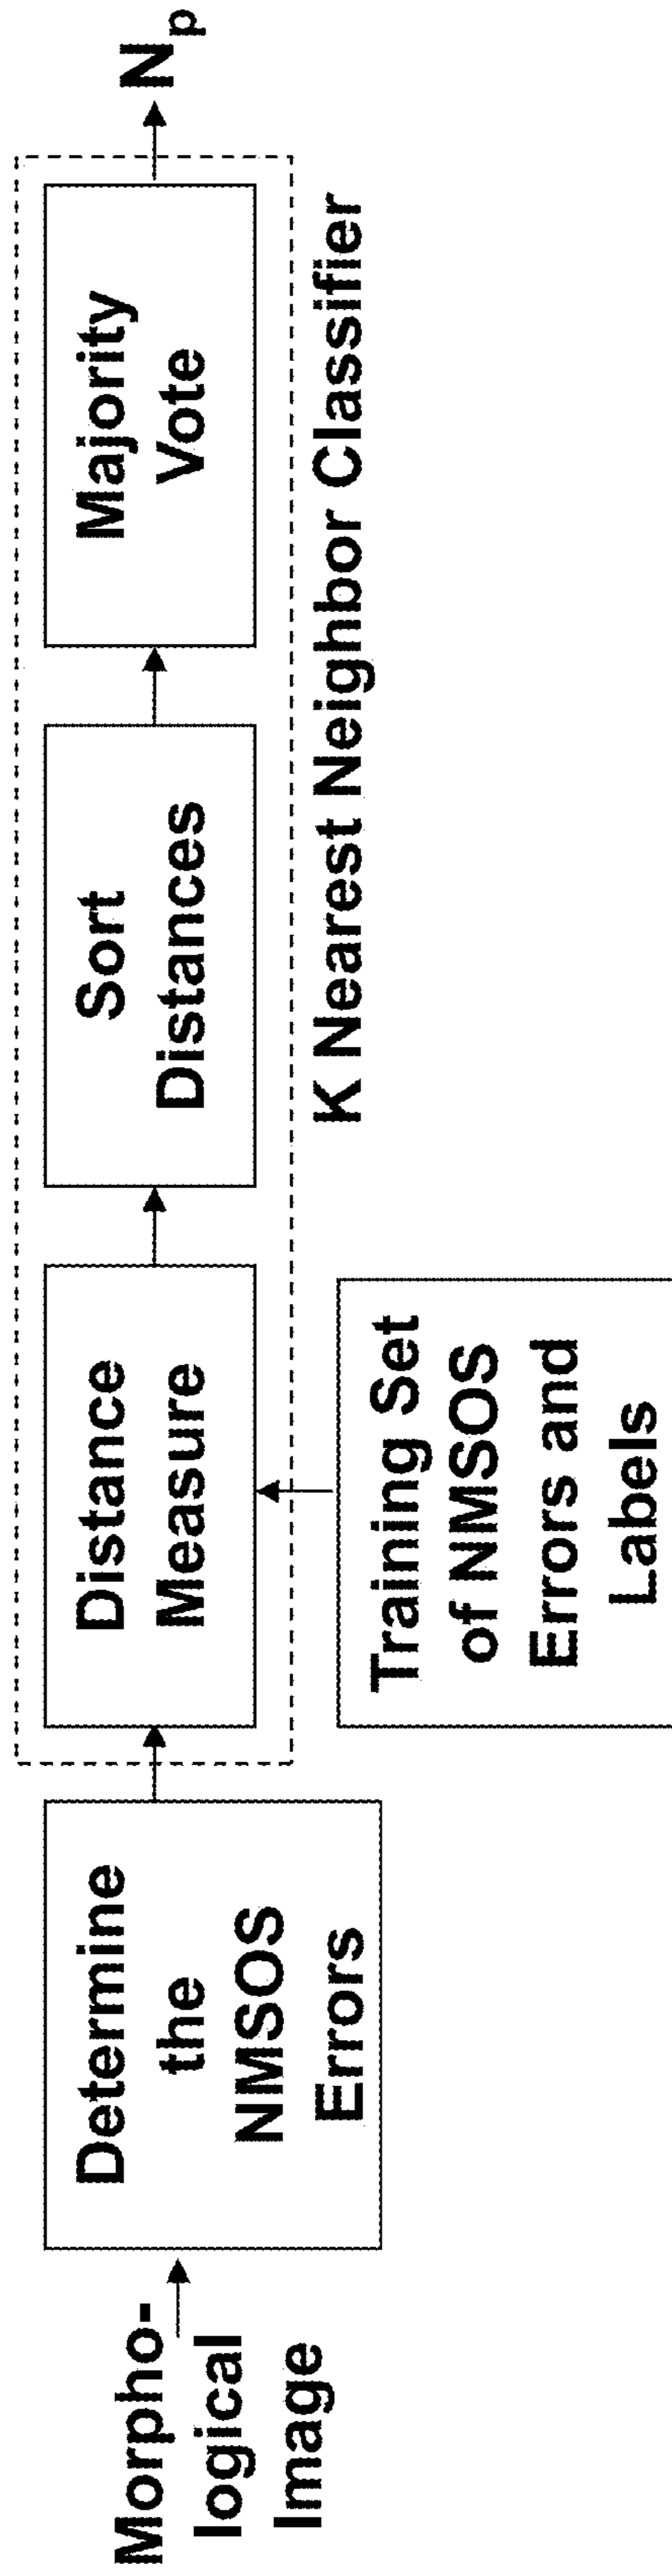 Morpho-
logical
Image
Determine
the
NMSOS
Errors
Distance
Measure
Sort
Distances
Majority
Vote
Np
K Nearest Neighbor Classifier
Training Set
of NMSOS
Errors and
Labels